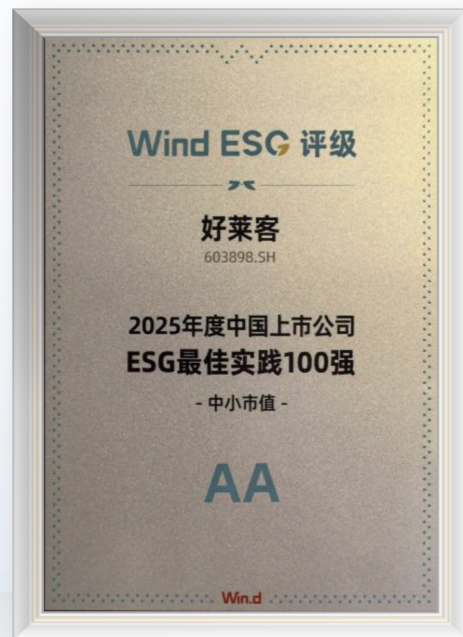 Wind ESG 评级
好莱客
603898.SH
2025年度中国上市公司
ESG最佳实践100强
- 中小市值 -
AA
Win.d